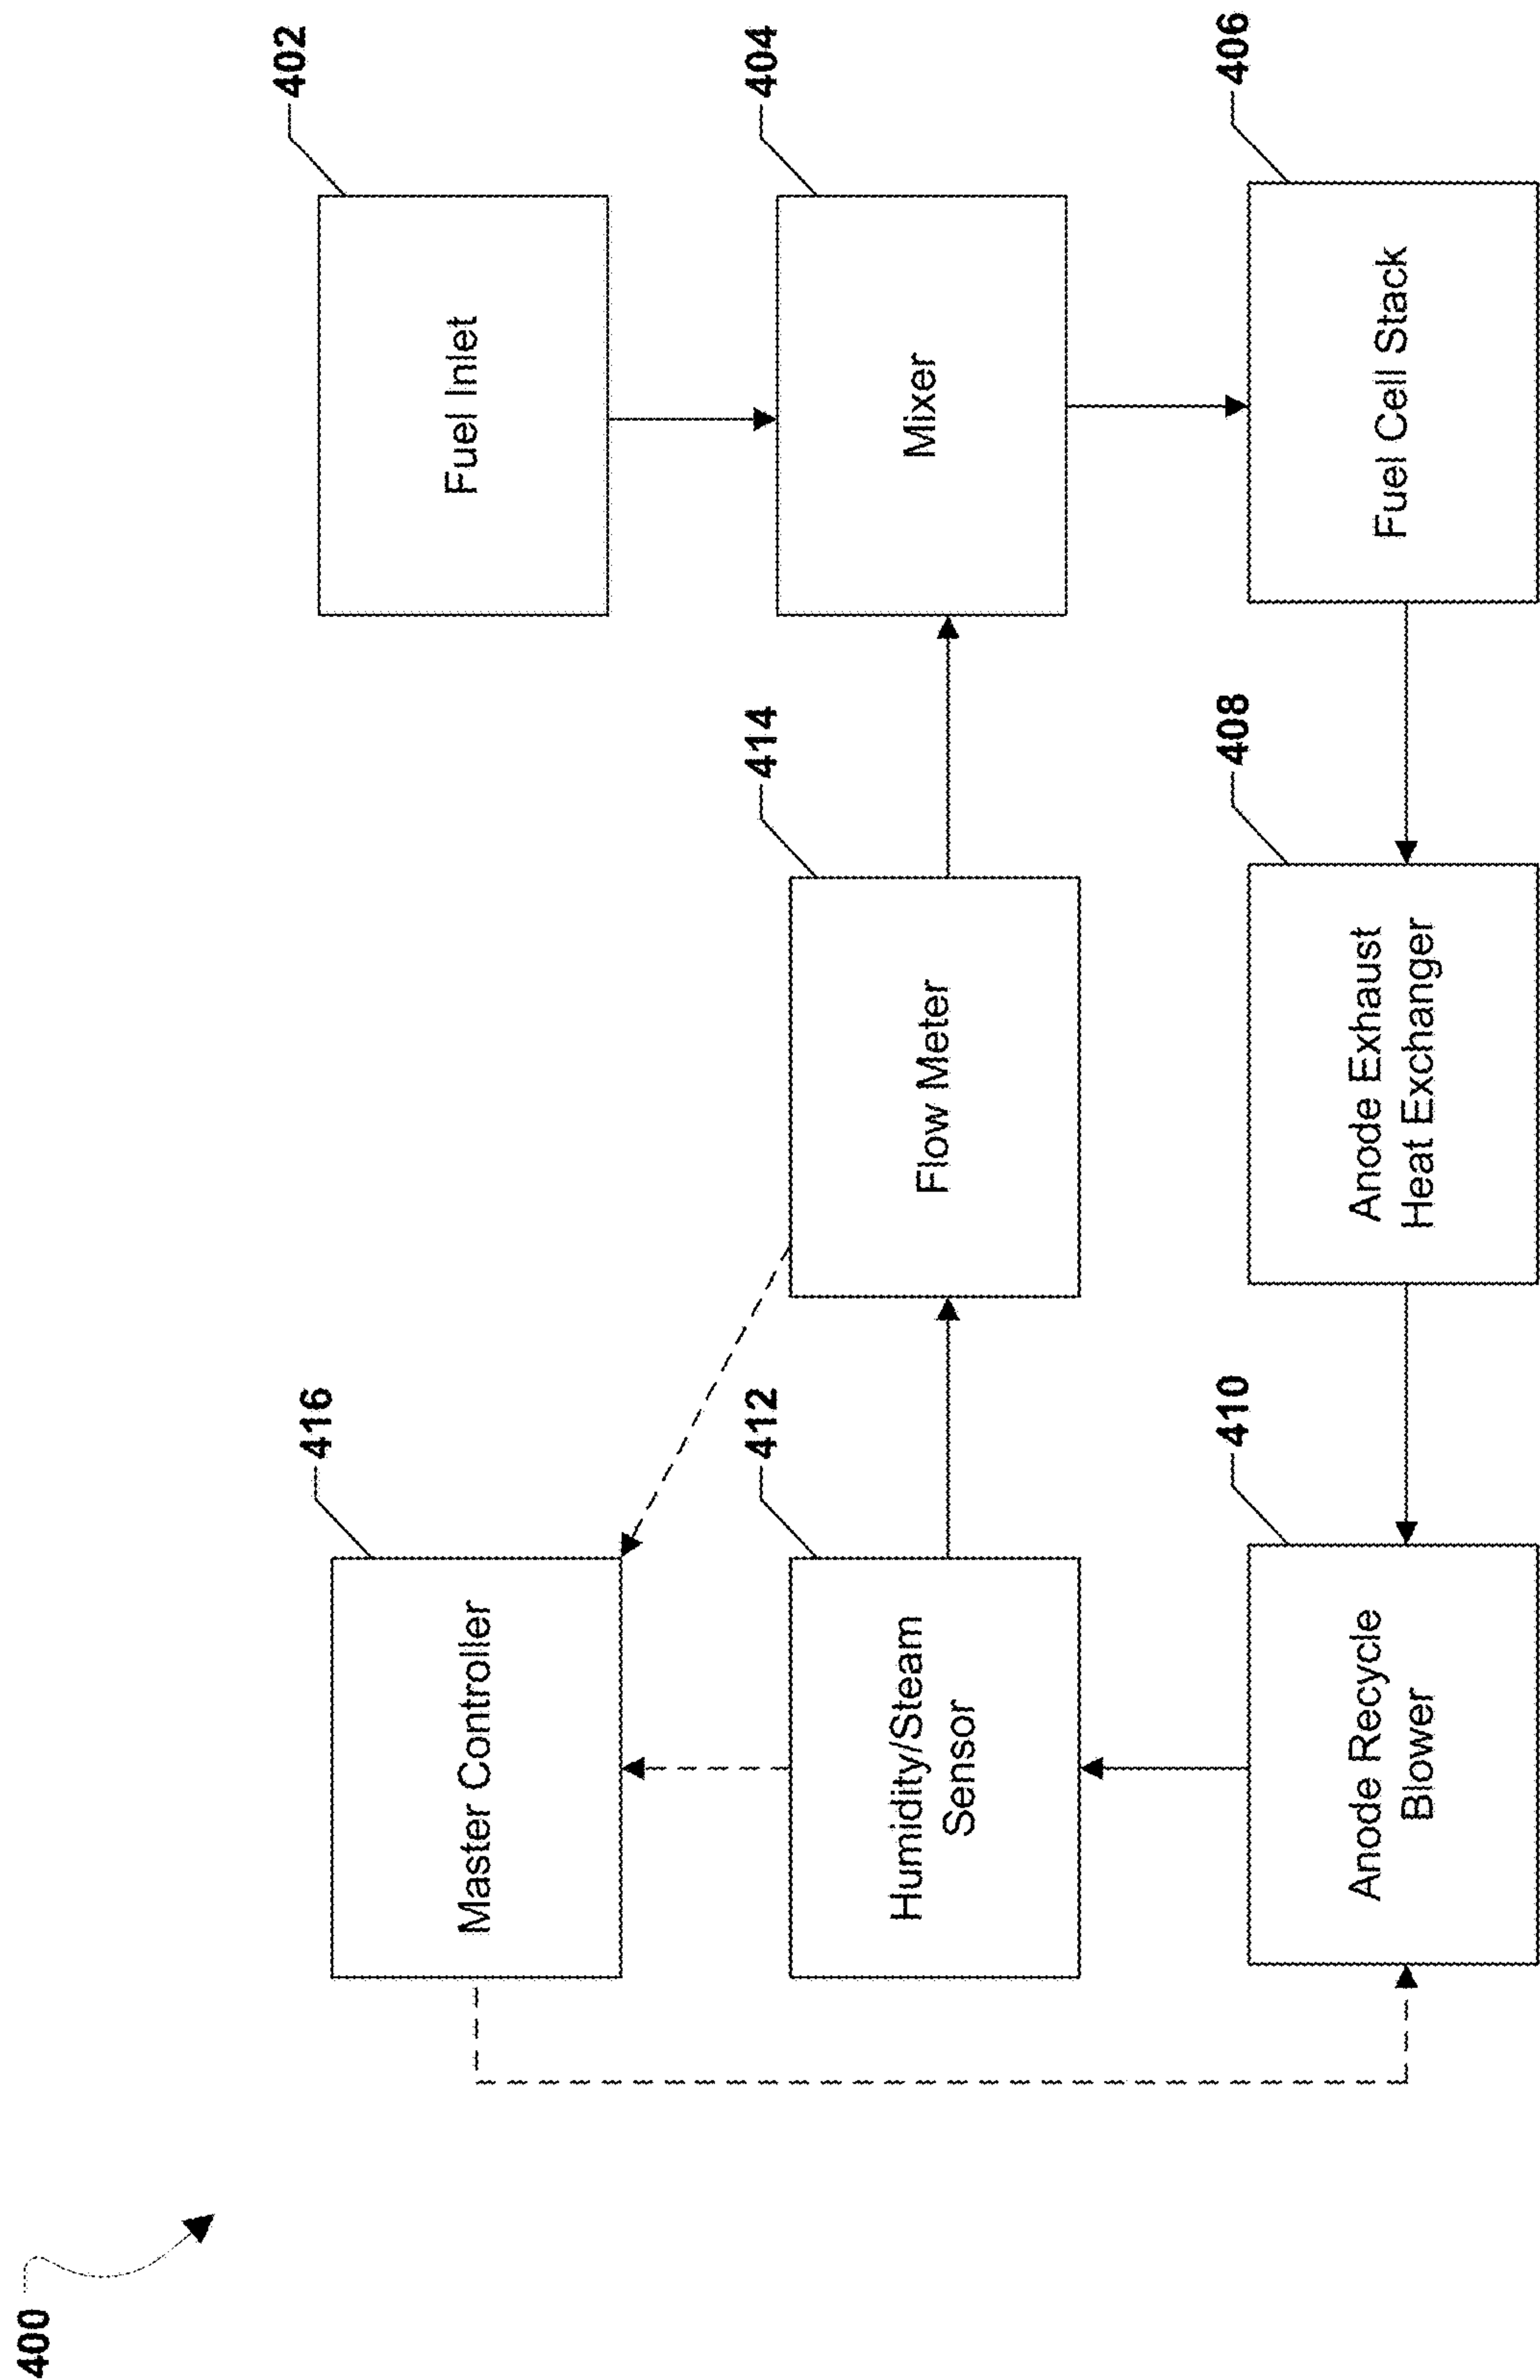 400
416
Master Controller
402
Fuel Inlet
412
Humidity/Steam
Sensor
414
Flow Meter
404
Mixer
410
Anode Recycle
Blower
408
Anode Exhaust
Heat Exchanger
406
Fuel Cell Stack